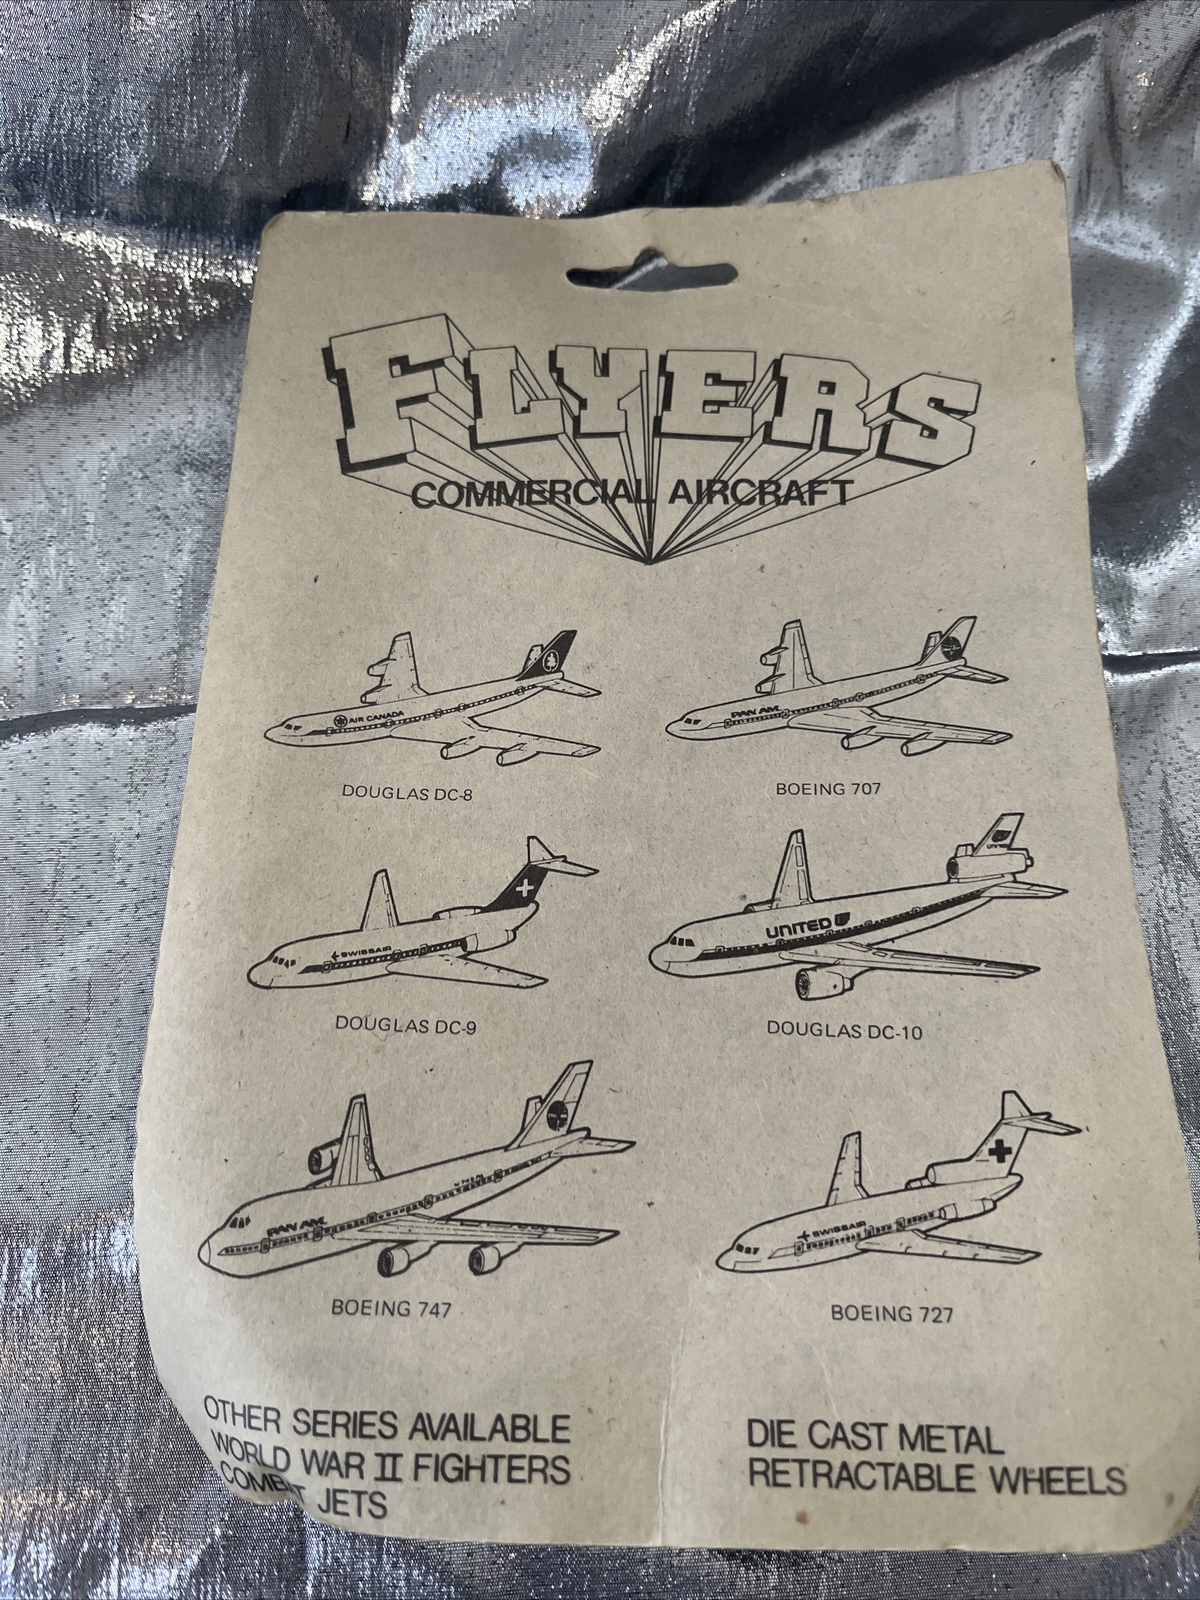 FLYERS
COMMERCIAL AIRCRAFT
AIR CANADA
DOUGLAS DC-8
PAN AM
BOEING 707
SWISSAIR
DOUGLAS DC-9
UNITED
DOUGLAS DC-10
PAN AM
BOEING 747
SWISSAIR
BOEING 727
OTHER SERIES AVAILABLE
WORLD WAR II FIGHTERS
COMBAT JETS
DIE CAST METAL
RETRACTABLE WHEELS